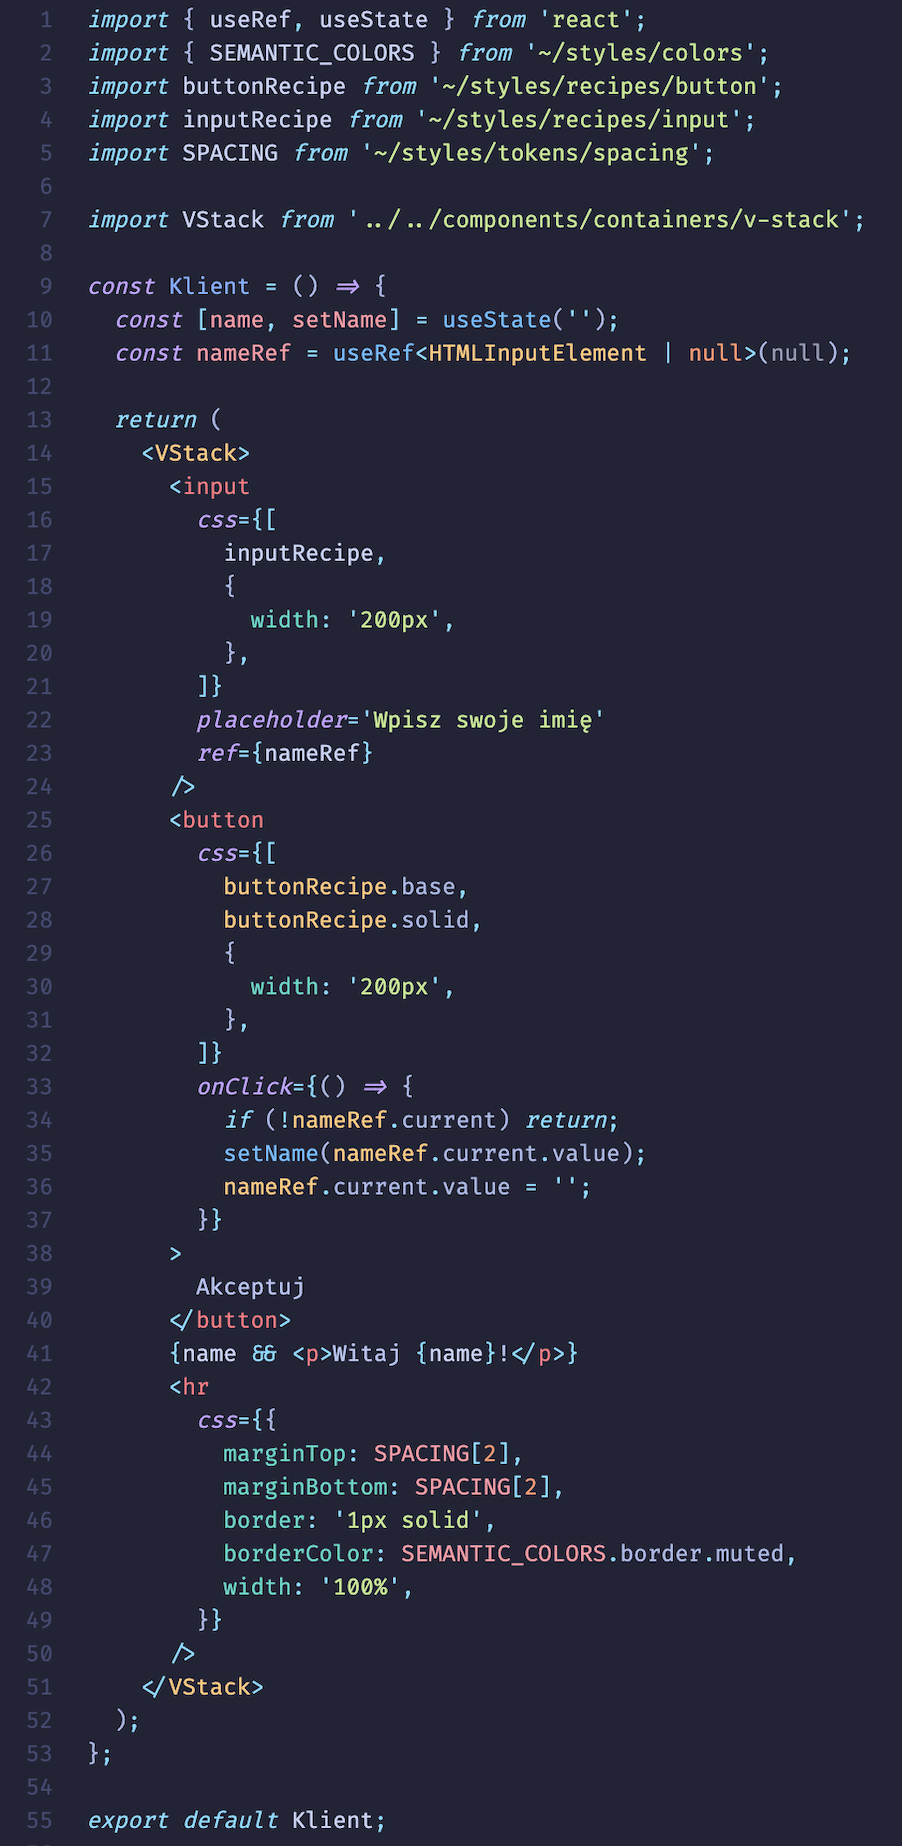 1 import { useRef, useState } from 'react';
2 import { SEMANTIC_COLORS } from '~/styles/colors';
3 import buttonRecipe from '~/styles/recipes/button';
4 import inputRecipe from '~/styles/recipes/input';
5 import SPACING from '~/styles/tokens/spacing';
6
7 import VStack from '../../components/containers/v-stack';
8
9 const Klient = () => {
10   const [name, setName] = useState('');
11   const nameRef = useRef<HTMLInputElement | null>(null);
12
13   return (
14     <VStack>
15       <input
16         css={[
17           inputRecipe,
18           {
19             width: '200px',
20           },
21         ]}
22         placeholder='Wpisz swoje imię'
23         ref={nameRef}
24       />
25       <button
26         css={[
27           buttonRecipe.base,
28           buttonRecipe.solid,
29           {
30             width: '200px',
31           },
32         ]}
33         onClick={() => {
34           if (!nameRef.current) return;
35           setName(nameRef.current.value);
36           nameRef.current.value = '';
37         }}
38       >
39         Akceptuj
40       </button>
41       {name && <p>Witaj {name}!</p>}
42       <hr
43         css={{
44           marginTop: SPACING[2],
45           marginBottom: SPACING[2],
46           border: '1px solid',
47           borderColor: SEMANTIC_COLORS.border.muted,
48           width: '100%',
49         }}
50       />
51     </VStack>
52   );
53 };
54
55 export default Klient;